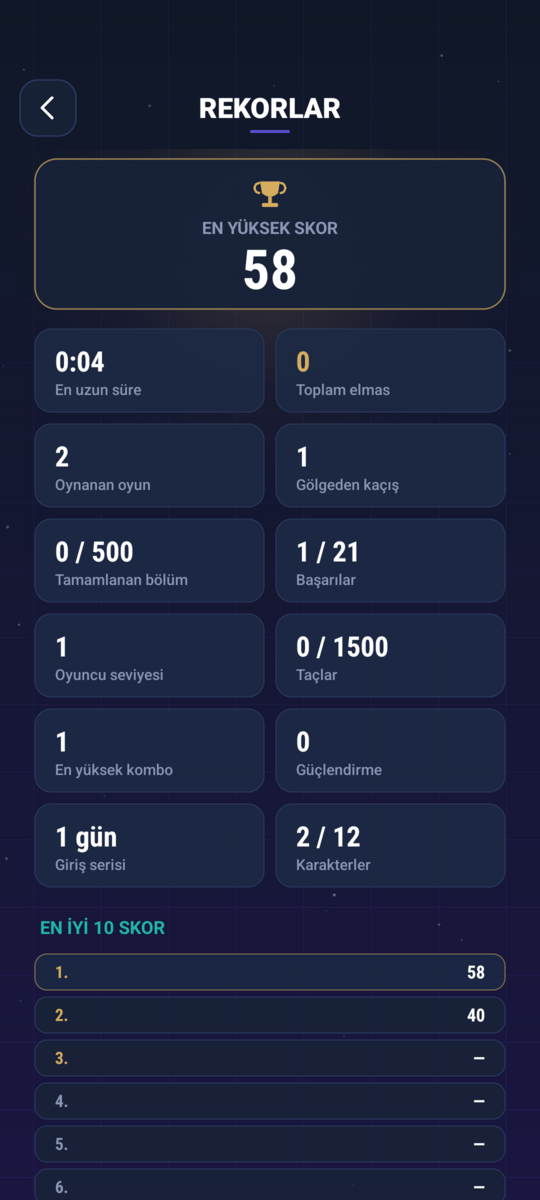 REKORLAR
EN YÜKSEK SKOR
58
0:04
En uzun süre
0
Toplam elmas
2
Oynanan oyun
1
Gölgeden kaçış
0 / 500
Tamamlanan bölüm
1 / 21
Başarılar
1
Oyuncu seviyesi
0 / 1500
Taçlar
1
En yüksek kombo
0
Güçlendirme
1 gün
Giriş serisi
2 / 12
Karakterler
EN İYİ 10 SKOR
1. 58
2. 40
3. –
4. –
5. –
6. –